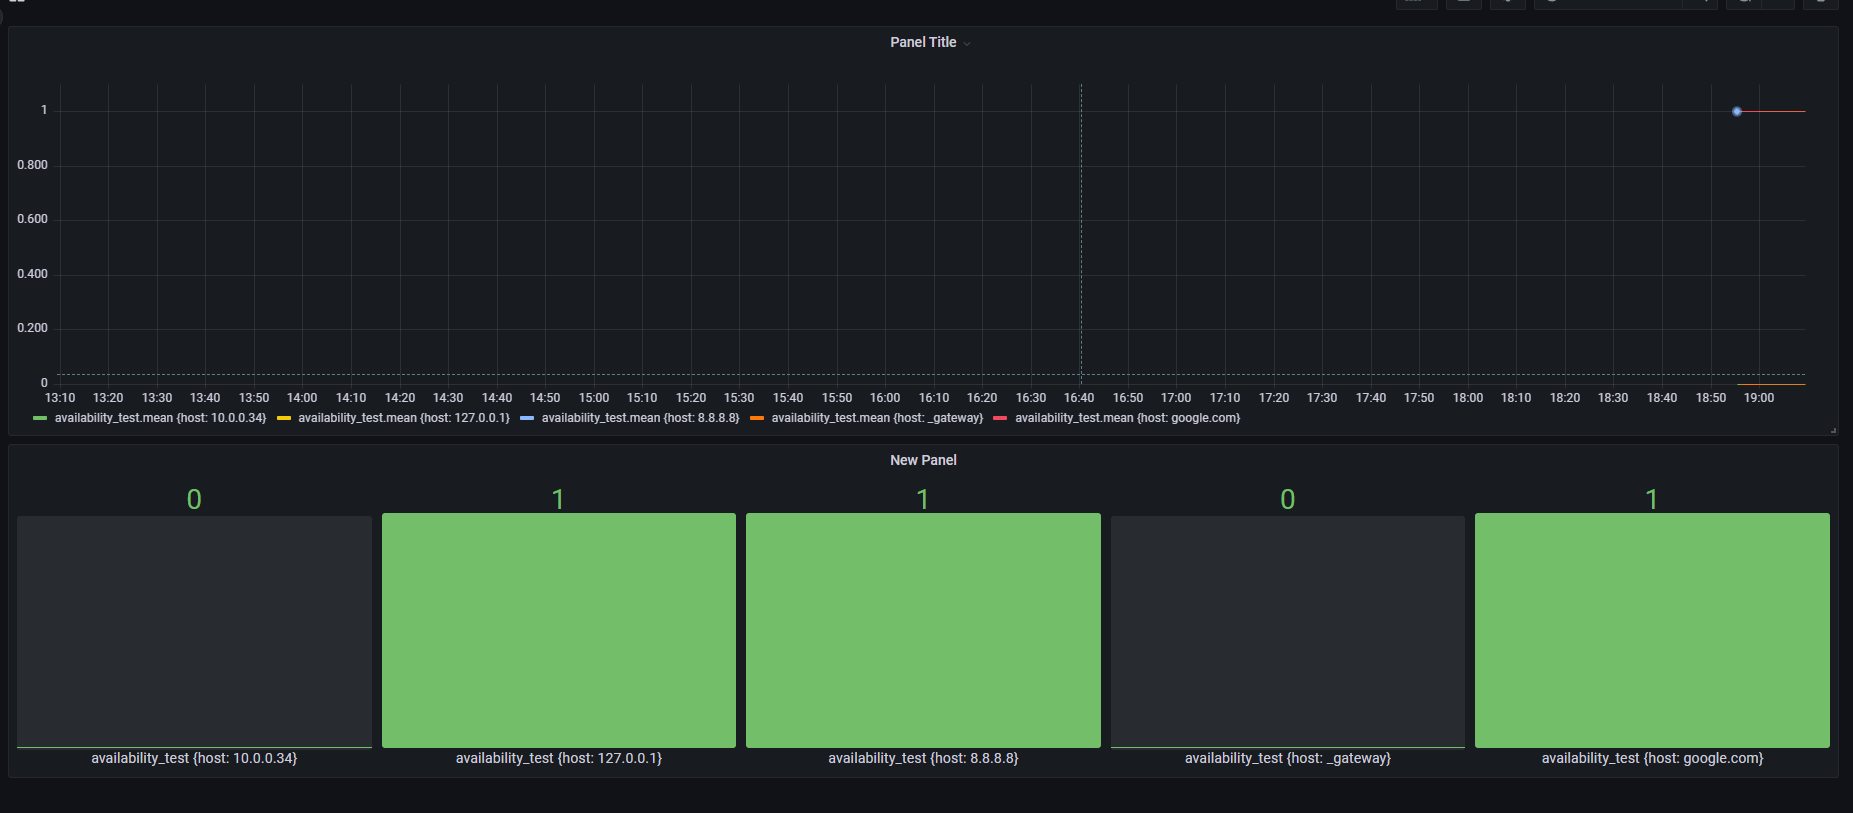 Panel Title
1
0.800
0.600
0.400
0.200
0
13:10 13:20 13:30 13:40 13:50 14:00 14:10 14:20 14:30 14:40 14:50 15:00 15:10 15:20 15:30 15:40 15:50 16:00 16:10 16:20 16:30 16:40 16:50 17:00 17:10 17:20 17:30 17:40 17:50 18:00 18:10 18:20 18:30 18:40 18:50 19:00
availability_test.mean {host: 10.0.0.34} availability_test.mean {host: 127.0.0.1} availability_test.mean {host: 8.8.8.8} availability_test.mean {host: _gateway} availability_test.mean {host: google.com}
New Panel
0 1 1 0 1
availability_test {host: 10.0.0.34} availability_test {host: 127.0.0.1} availability_test {host: 8.8.8.8} availability_test {host: _gateway} availability_test {host: google.com}